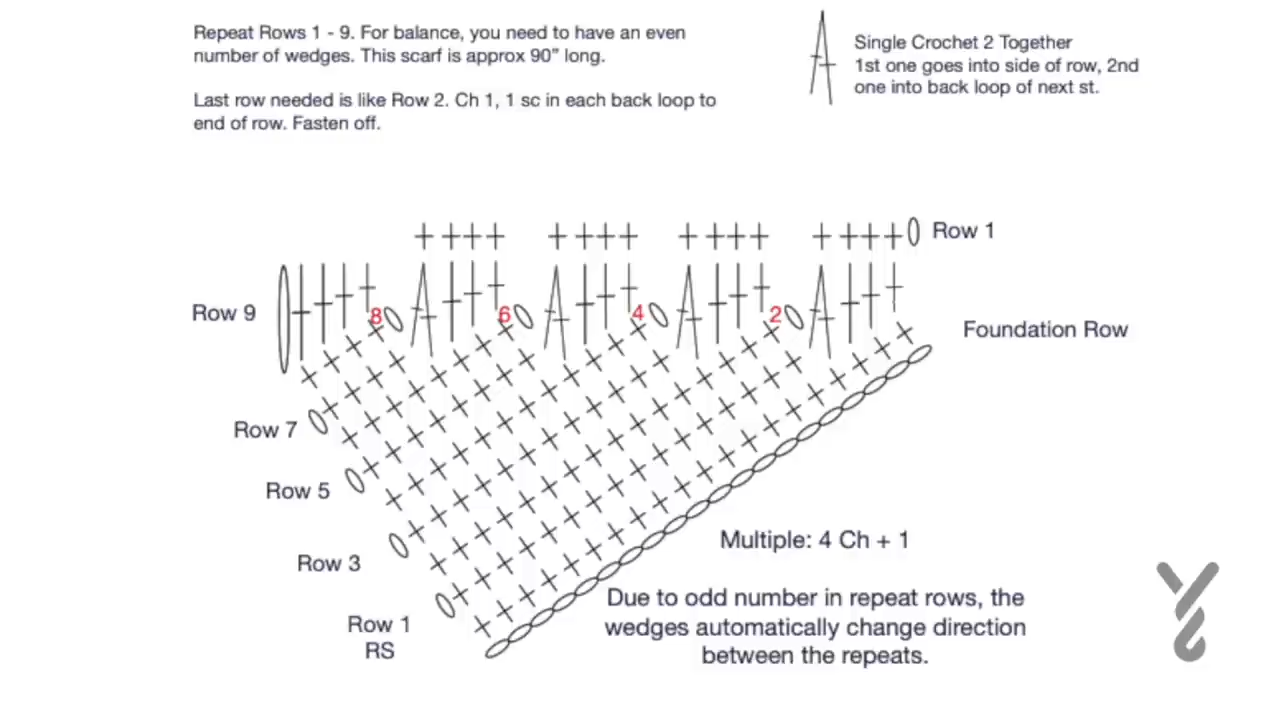 Repeat Rows 1 - 9. For balance, you need to have an even
number of wedges. This scarf is approx 90" long.
Last row needed is like Row 2. Ch 1, 1 sc in each back loop to
end of row. Fasten off.
Single Crochet 2 Together
1st one goes into side of row, 2nd
one into back loop of next st.
Row 1
Row 9
8
6
4
2
Foundation Row
Row 7
Row 5
Row 3
Row 1
RS
Multiple: 4 Ch + 1
Due to odd number in repeat rows, the
wedges automatically change direction
between the repeats.